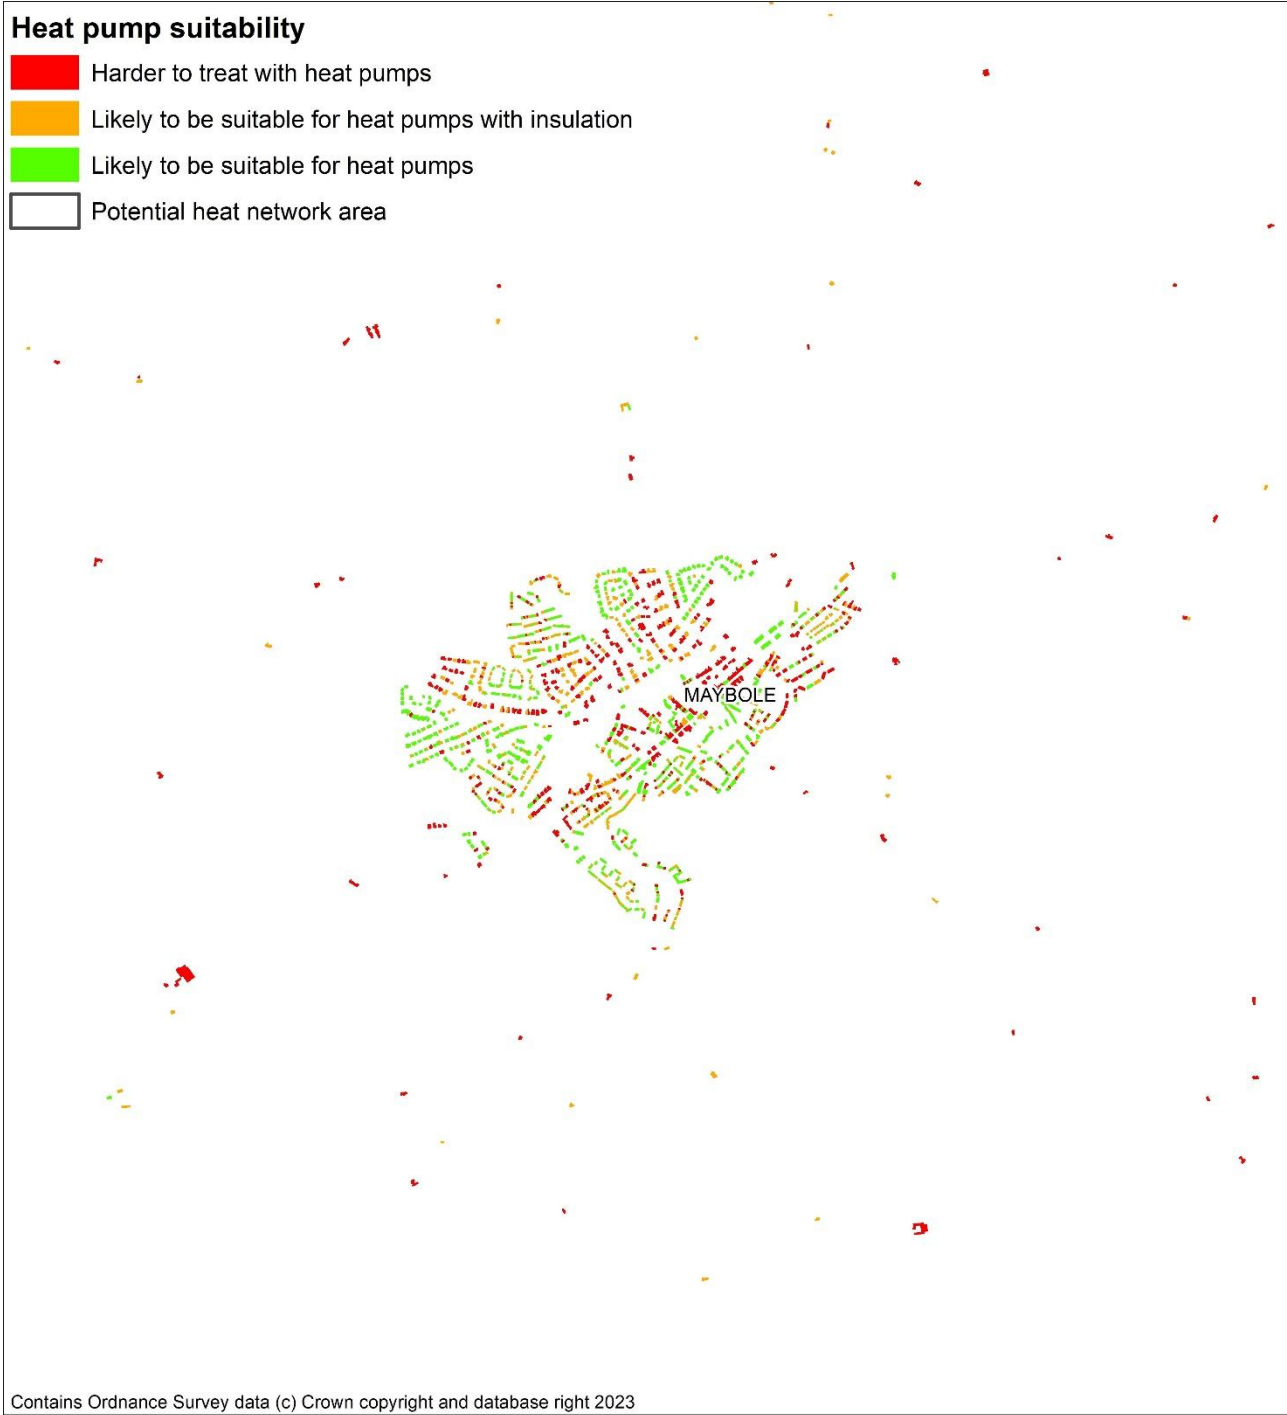 Heat pump suitability
Harder to treat with heat pumps
Likely to be suitable for heat pumps with insulation
Likely to be suitable for heat pumps
Potential heat network area
MAYBOLE
Contains Ordnance Survey data (c) Crown copyright and database right 2023